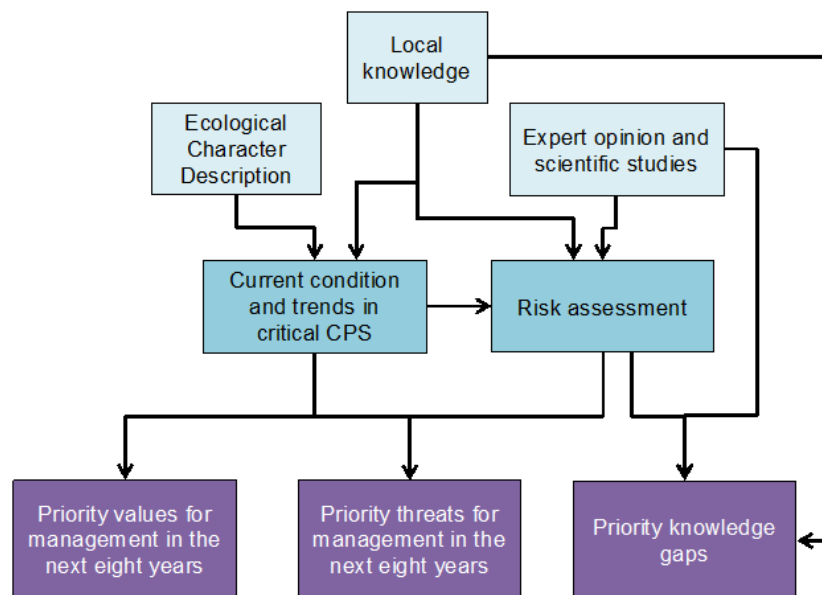 Local
knowledge
Ecological
Character
Description
Expert opinion and
scientific studies
Current condition
and trends in
critical CPS
Risk assessment
Priority values for
management in the
next eight years
Priority threats for
management in the
next eight years
Priority knowledge
gaps